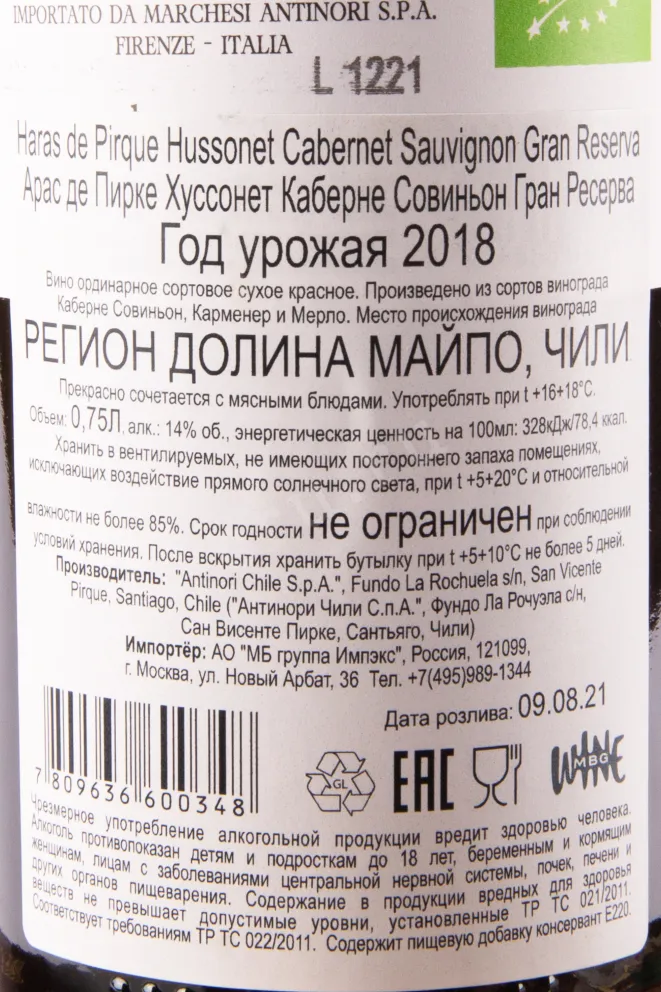 IMPORTATO DA MARCHESI ANTINORI S.P.A.
FIRENZE - ITALIA
L 1221
Haras de Pirque Hussonet Cabernet Sauvignon Gran Reserva
Арас де Пирке Хуссонет Каберне Совиньон Гран Ресерва
Год урожая 2018
Вино ординарное сортовое сухое красное. Произведено из сортов винограда
Каберне Совиньон, Карменер и Мерло. Место происхождения винограда
РЕГИОН ДОЛИНА МАЙПО, ЧИЛИ.
Прекрасно сочетается с мясными блюдами. Употреблять при t +16+18°C.
Объем: 0,75Л, алк.: 14% об., энергетическая ценность на 100мл: 328кДж/78,4 ккал.
Хранить в вентилируемых, не имеющих постороннего запаха помещениях,
исключающих воздействие прямого солнечного света, при t +5+20°C и относительной
влажности не более 85%. Срок годности не ограничен при соблюдении
условий хранения. После вскрытия хранить бутылку при t +5+10°C не более 5 дней.
Производитель: "Antinori Chile S.p.A.", Fundo La Rochuela s/n, San Vicente
Pirque, Santiago, Chile ("Антинори Чили С.п.А.", Фундо Ла Рочуэла с/н,
Сан Висенте Пирке, Сантьяго, Чили)
Импортёр: АО "МБ группа Импэкс", Россия, 121099,
г. Москва, ул. Новый Арбат, 36 Тел. +7(495)989-1344
Дата розлива: 09.08.21
7 809636 600348
GL
EAC
WINE
MBG
Чрезмерное употребление алкогольной продукции вредит здоровью человека.
Алкоголь противопоказан детям и подросткам до 18 лет, беременным и кормящим
женщинам, лицам с заболеваниями центральной нервной системы, почек, печени и
других органов пищеварения. Содержание в продукции вредных для здоровья
веществ не превышает допустимые уровни, установленные ТР ТС 021/2011.
Соответствует требованиям ТР ТС 022/2011. Содержит пищевую добавку консервант Е220.